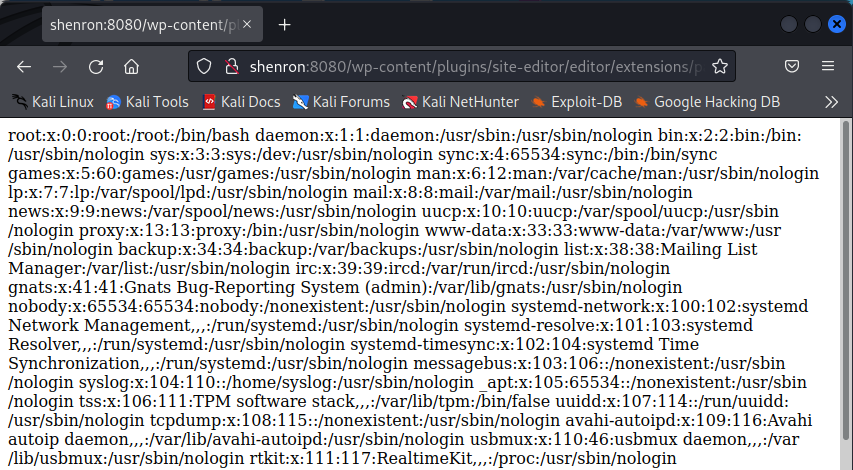 shenron:8080/wp-content/pl
shenron:8080/wp-content/plugins/site-editor/editor/extensions/p
Kali Linux Kali Tools Kali Docs Kali Forums Kali NetHunter Exploit-DB Google Hacking DB
root:x:0:0:root:/root:/bin/bash daemon:x:1:1:daemon:/usr/sbin:/usr/sbin/nologin bin:x:2:2:bin:/bin:
/usr/sbin/nologin sys:x:3:3:sys:/dev:/usr/sbin/nologin sync:x:4:65534:sync:/bin:/bin/sync
games:x:5:60:games:/usr/games:/usr/sbin/nologin man:x:6:12:man:/var/cache/man:/usr/sbin/nologin
lp:x:7:7:lp:/var/spool/lpd:/usr/sbin/nologin mail:x:8:8:mail:/var/mail:/usr/sbin/nologin
news:x:9:9:news:/var/spool/news:/usr/sbin/nologin uucp:x:10:10:uucp:/var/spool/uucp:/usr/sbin
/nologin proxy:x:13:13:proxy:/bin:/usr/sbin/nologin www-data:x:33:33:www-data:/var/www:/usr
/sbin/nologin backup:x:34:34:backup:/var/backups:/usr/sbin/nologin list:x:38:38:Mailing List
Manager:/var/list:/usr/sbin/nologin irc:x:39:39:ircd:/var/run/ircd:/usr/sbin/nologin
gnats:x:41:41:Gnats Bug-Reporting System (admin):/var/lib/gnats:/usr/sbin/nologin
nobody:x:65534:65534:nobody:/nonexistent:/usr/sbin/nologin systemd-network:x:100:102:systemd
Network Management,,,:/run/systemd:/usr/sbin/nologin systemd-resolve:x:101:103:systemd
Resolver,,,:/run/systemd:/usr/sbin/nologin systemd-timesync:x:102:104:systemd Time
Synchronization,,,:/run/systemd:/usr/sbin/nologin messagebus:x:103:106::/nonexistent:/usr/sbin
/nologin syslog:x:104:110::/home/syslog:/usr/sbin/nologin _apt:x:105:65534::/nonexistent:/usr/sbin
/nologin tss:x:106:111:TPM software stack,,,:/var/lib/tpm:/bin/false uuidd:x:107:114::/run/uuidd:
/usr/sbin/nologin tcpdump:x:108:115::/nonexistent:/usr/sbin/nologin avahi-autoipd:x:109:116:Avahi
autoip daemon,,,:/var/lib/avahi-autoipd:/usr/sbin/nologin usbmux:x:110:46:usbmux daemon,,,:/var
/lib/usbmux:/usr/sbin/nologin rtkit:x:111:117:RealtimeKit,,,:/proc:/usr/sbin/nologin